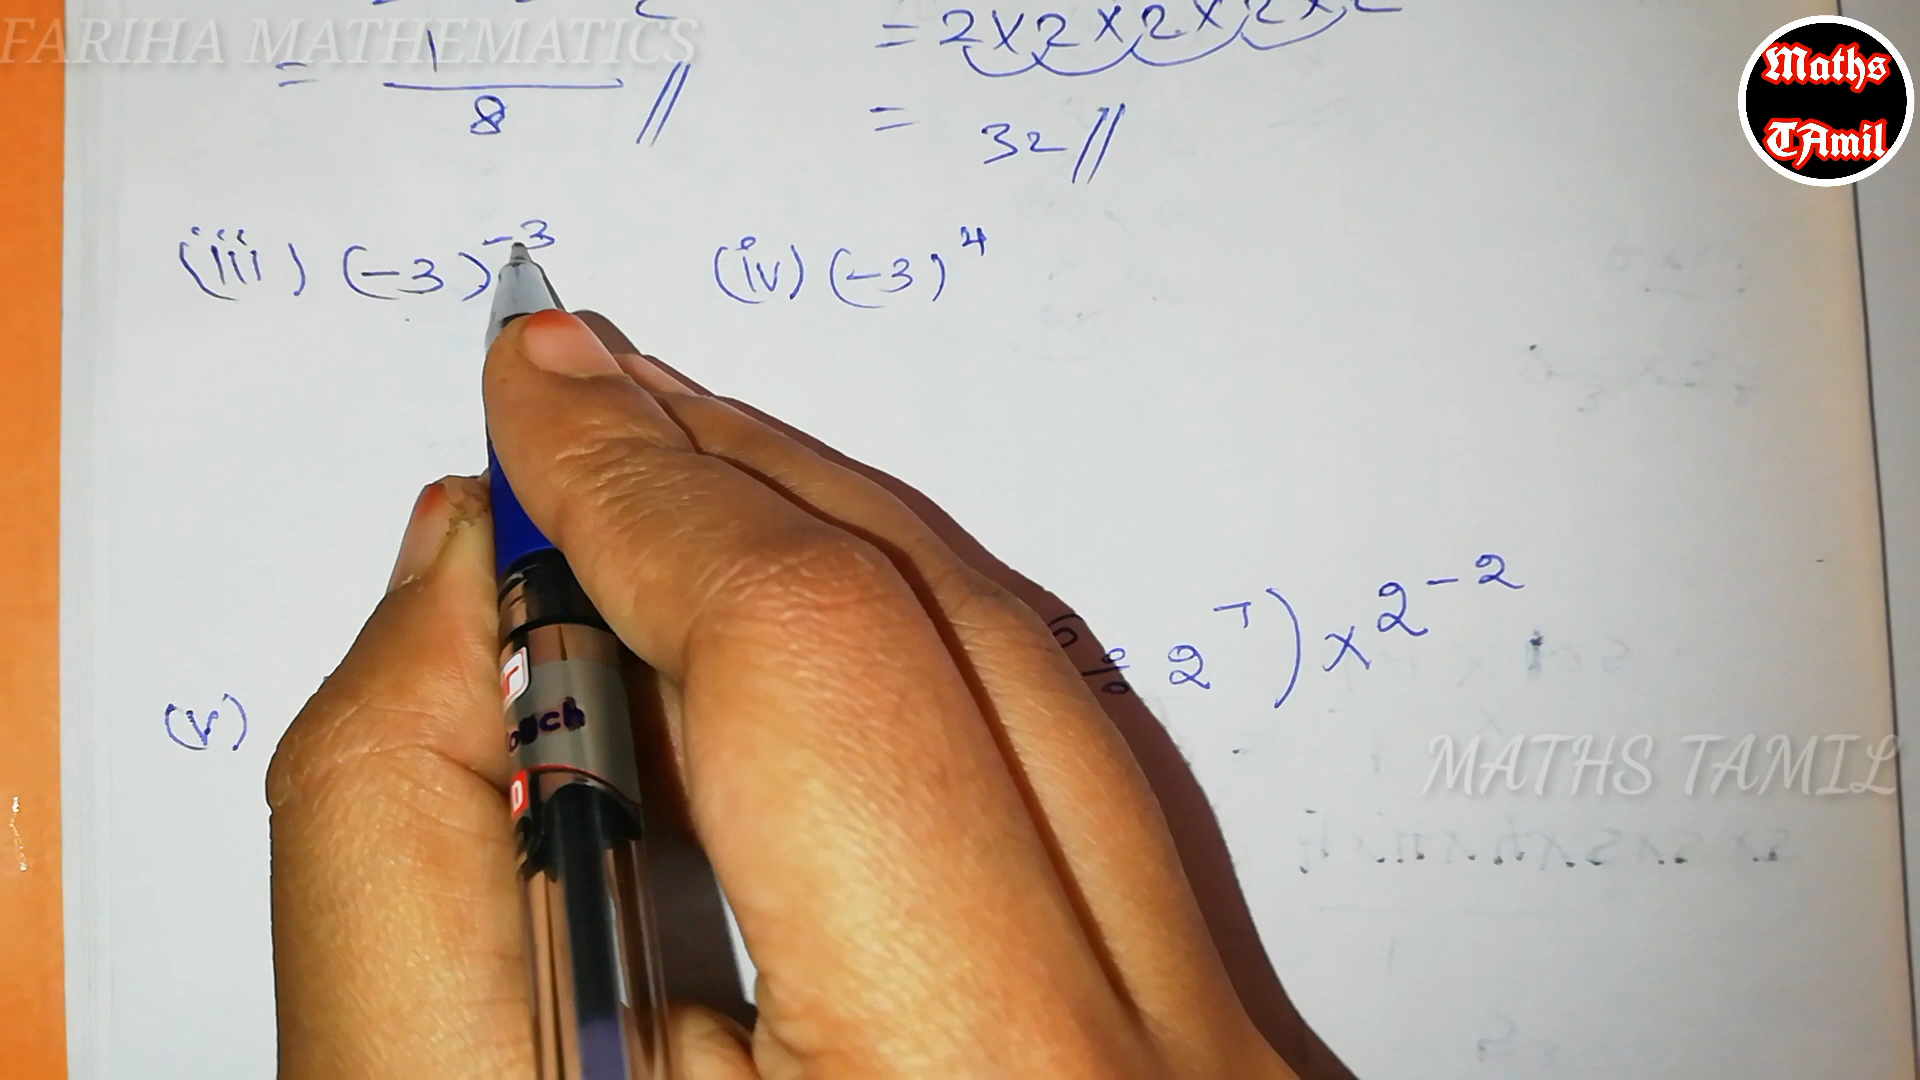 FARIHA MATHEMATICS
= 1/8 //
= 2×2×2×2×2
= 32 //
Maths
TAmil
(iii) (-3)^-3 (iv) (-3)^4
(v) 2^7) × 2^-2
ouch
MATHS TAMIL